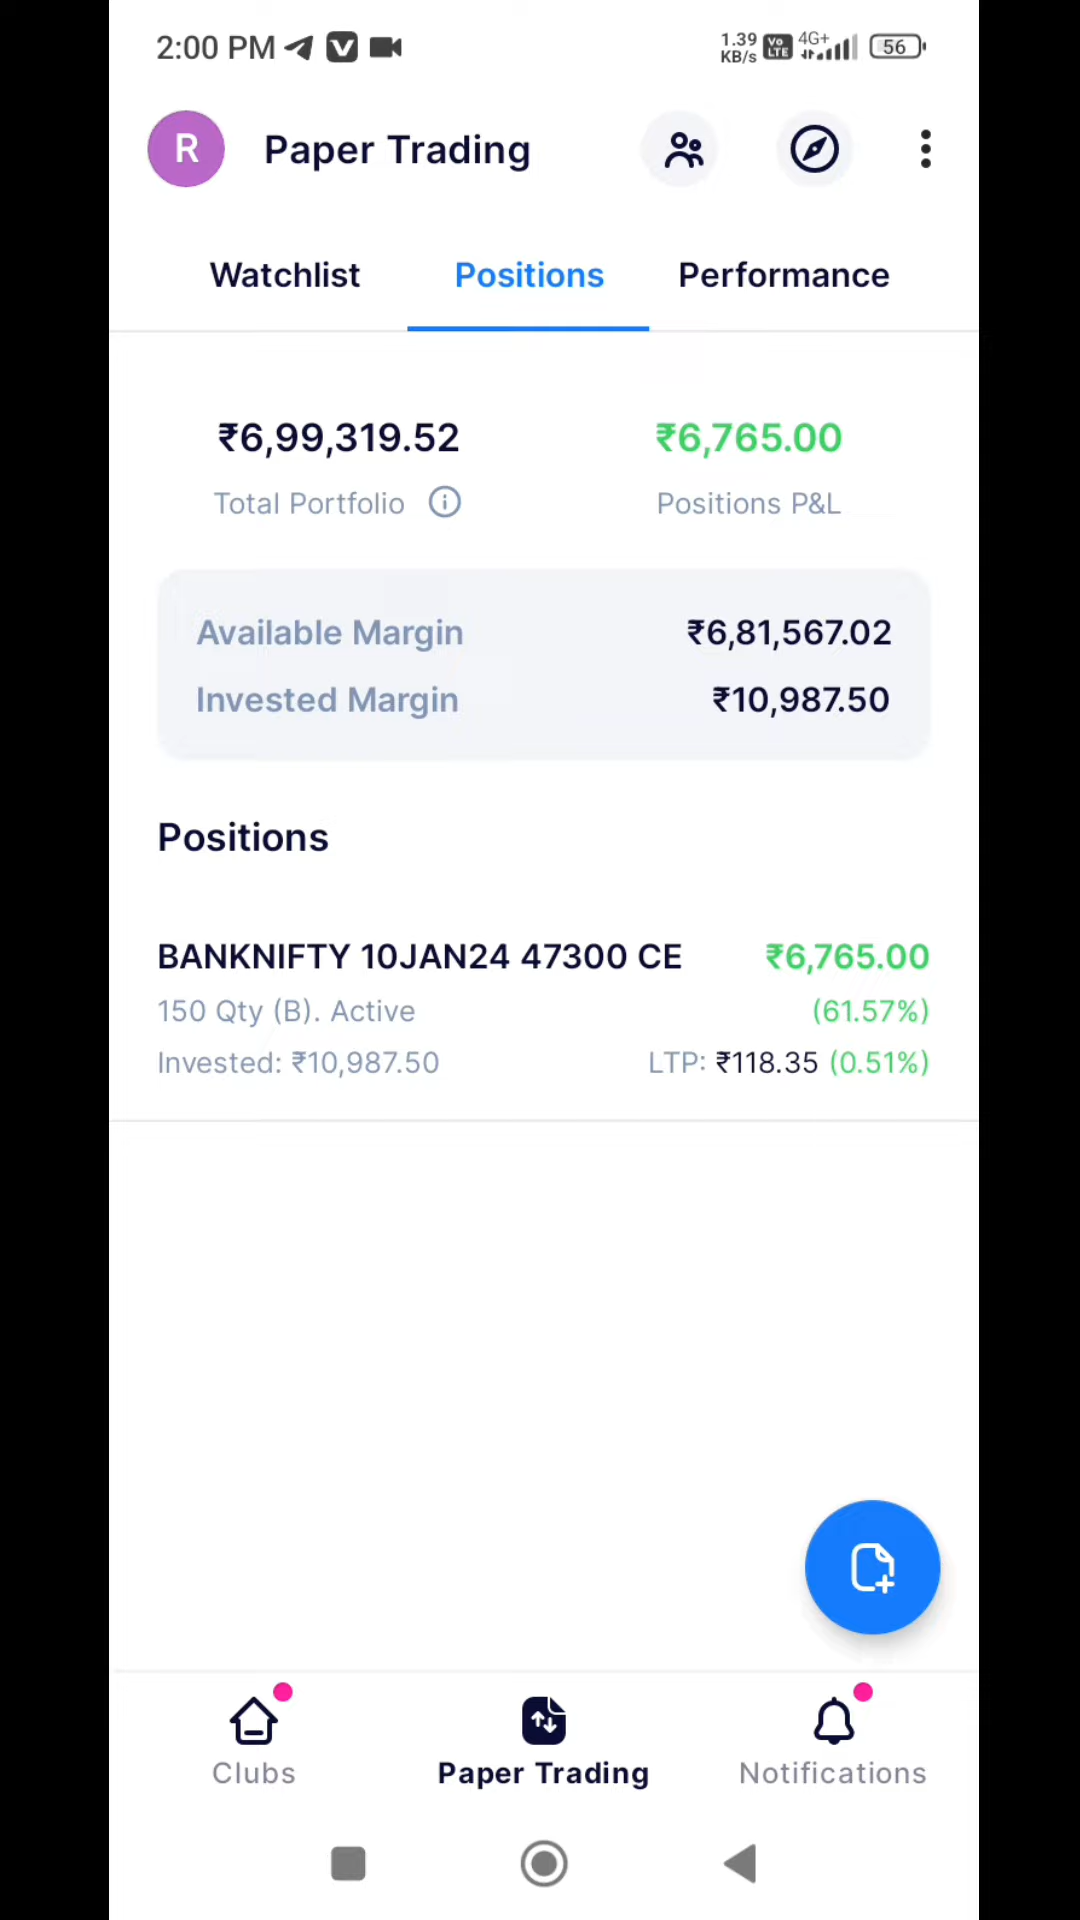 2:00 PM
1.39 KB/s Vo LTE 4G+ 56
R Paper Trading
Watchlist Positions Performance
₹6,99,319.52 ₹6,765.00
Total Portfolio Positions P&L
Available Margin ₹6,81,567.02
Invested Margin ₹10,987.50
Positions
BANKNIFTY 10JAN24 47300 CE ₹6,765.00
150 Qty (B). Active (61.57%)
Invested: ₹10,987.50 LTP: ₹118.35 (0.51%)
Clubs Paper Trading Notifications